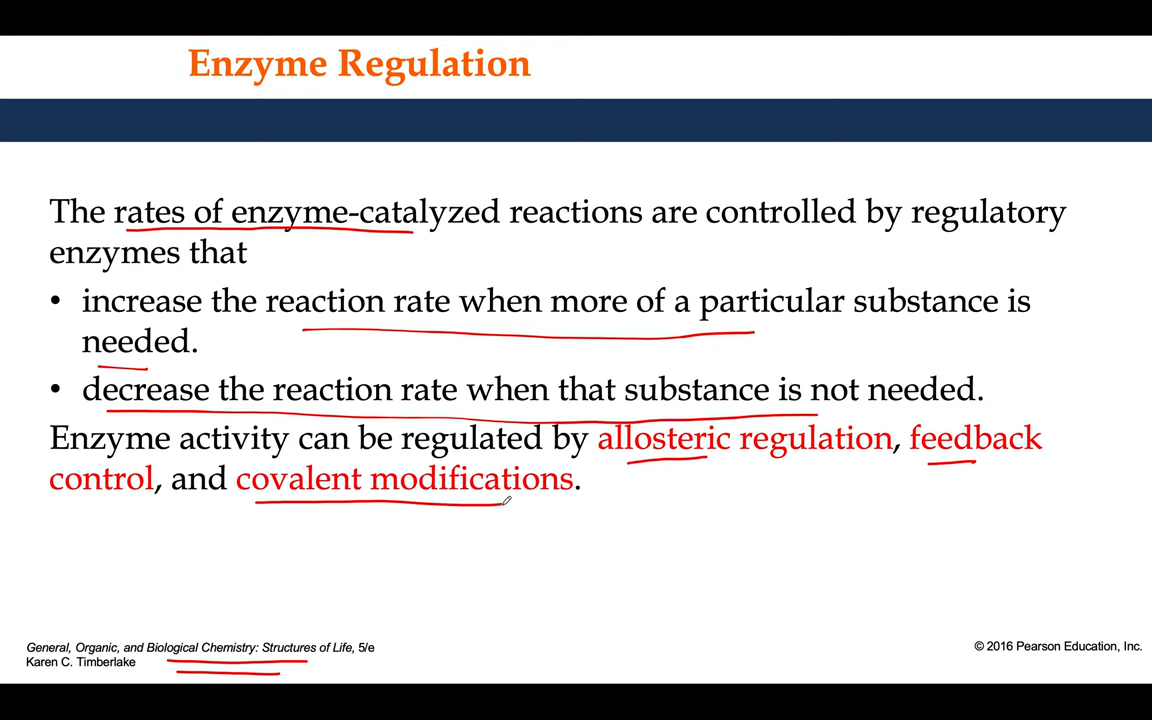 Enzyme Regulation
The rates of enzyme-catalyzed reactions are controlled by regulatory
enzymes that
• increase the reaction rate when more of a particular substance is
needed.
• decrease the reaction rate when that substance is not needed.
Enzyme activity can be regulated by allosteric regulation, feedback
control, and covalent modifications.
General, Organic, and Biological Chemistry: Structures of Life, 5/e
Karen C. Timberlake
© 2016 Pearson Education, Inc.